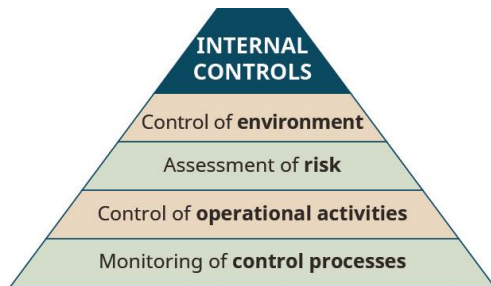 INTERNAL
CONTROLS
Control of environment
Assessment of risk
Control of operational activities
Monitoring of control processes